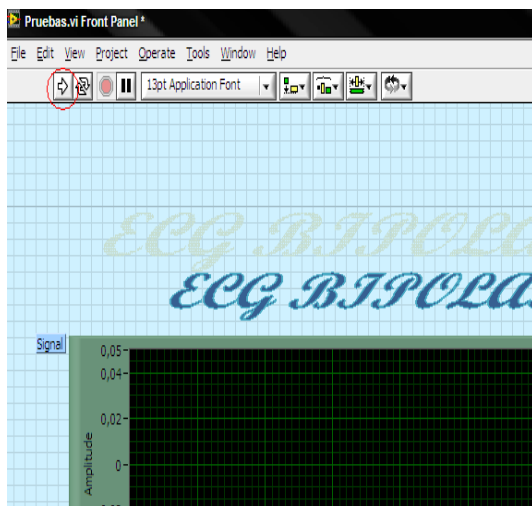 Pruebas.vi Front Panel *
File Edit View Project Operate Tools Window Help
13pt Application Font
ECG BIPOLA
ECG BIPOLA
Signal
0,05
0,04
0,02
Amplitude
0